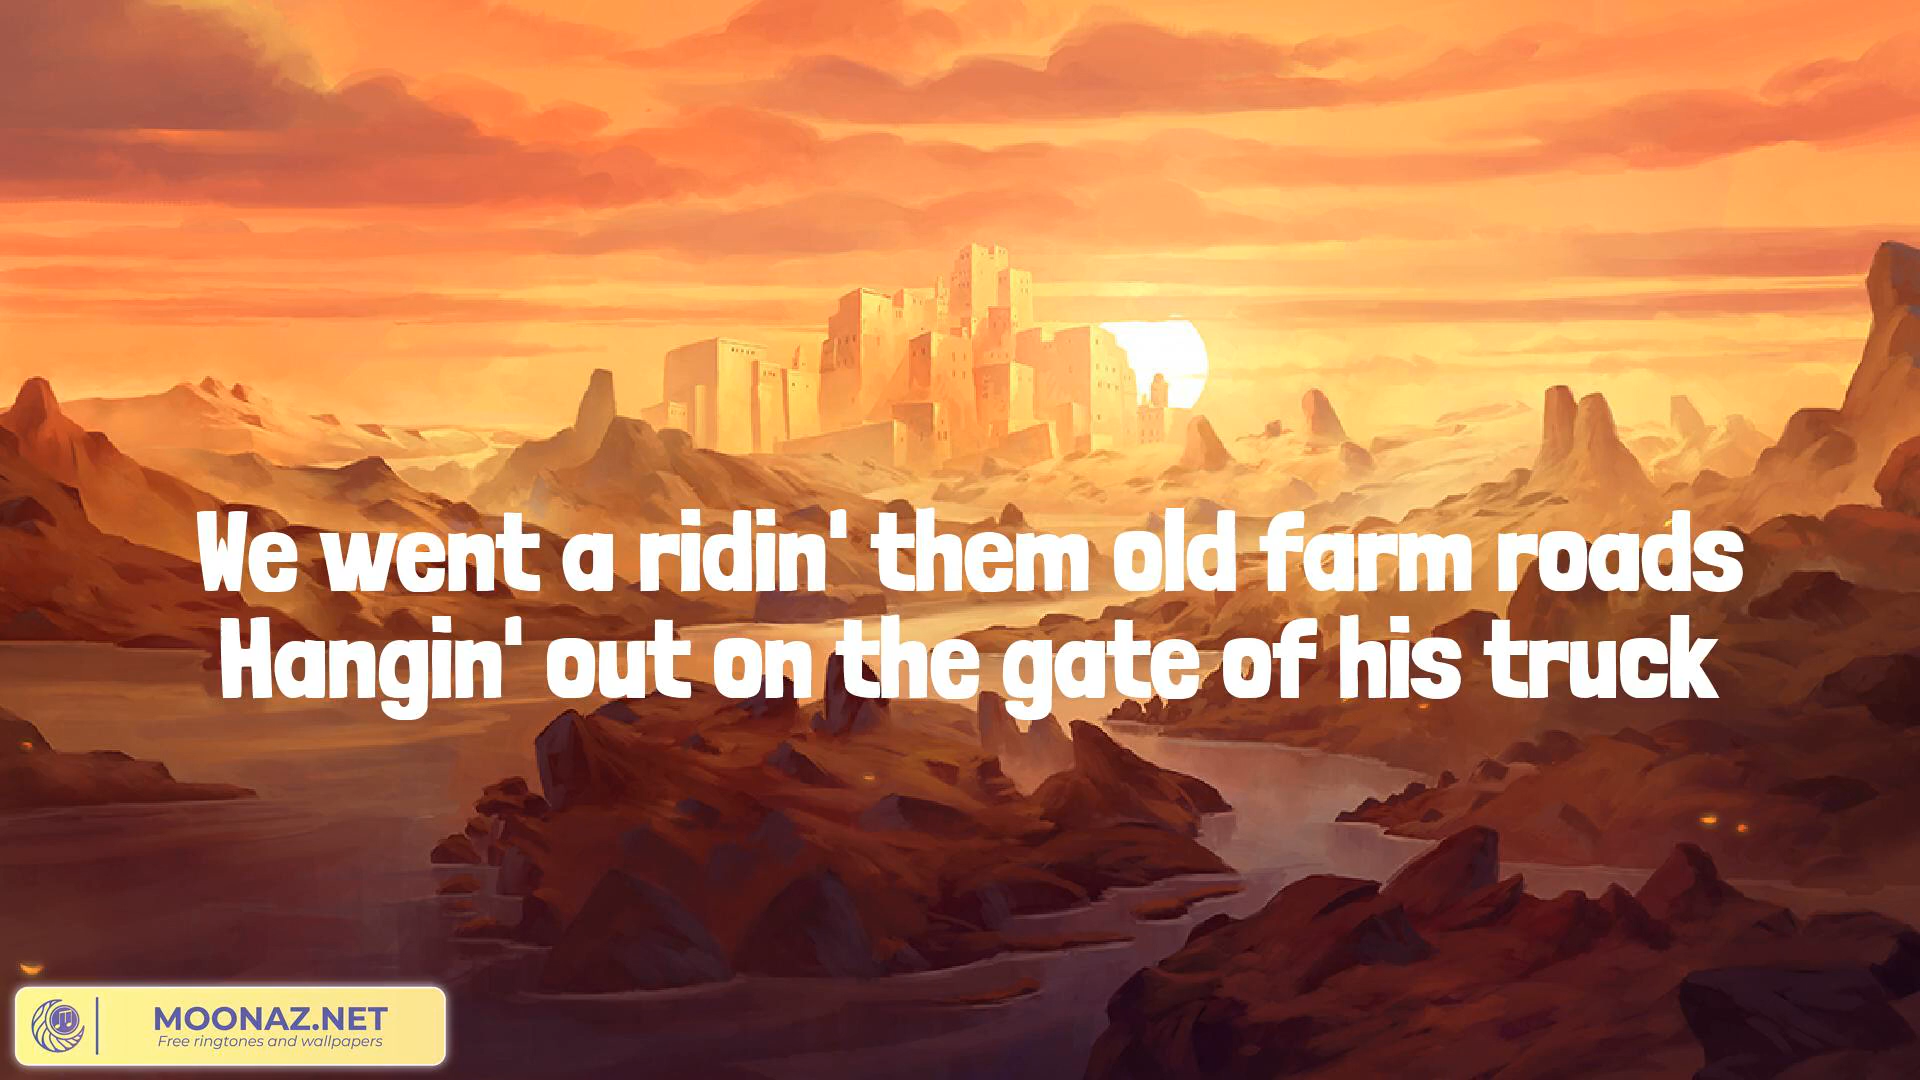 We went a ridin' them old farm roads
Hangin' out on the gate of his truck
MOONAZ.NET
Free ringtones and wallpapers